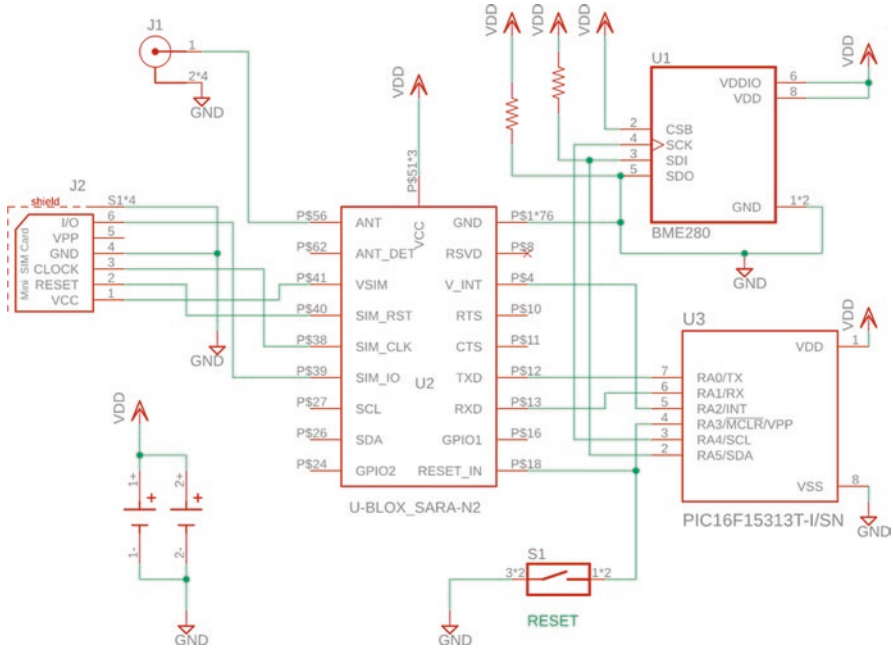 J1
1
2*4
GND
VDD
P$51*3
VCC
VDD
VDD
VDD
U1
VDD
VDDIO 6
VDD 8
2 CSB
4 SCK
3 SDI
5 SDO
GND 1*2
BME280
GND
J2
shield S1*4
Mini SIM Card
I/O 6
VPP 5
GND 4
CLOCK 3
RESET 2
VCC 1
GND
P$56 ANT
P$62 ANT_DET
P$41 VSIM
P$40 SIM_RST
P$38 SIM_CLK
P$39 SIM_IO
P$27 SCL
P$26 SDA
P$24 GPIO2
U2
GND P$1*76
RSVD P$8
V_INT P$4
RTS P$10
CTS P$11
TXD P$12
RXD P$13
GPIO1 P$16
RESET_IN P$18
U-BLOX_SARA-N2
U3
VDD
VDD 1
7 RA0/TX
6 RA1/RX
5 RA2/INT
4 RA3/MCLR/VPP
3 RA4/SCL
2 RA5/SDA
VSS 8
PIC16F15313T-I/SN
GND
VDD
1+ 2+
+ +
1- 2-
GND
S1
3*2 1*2
RESET
GND